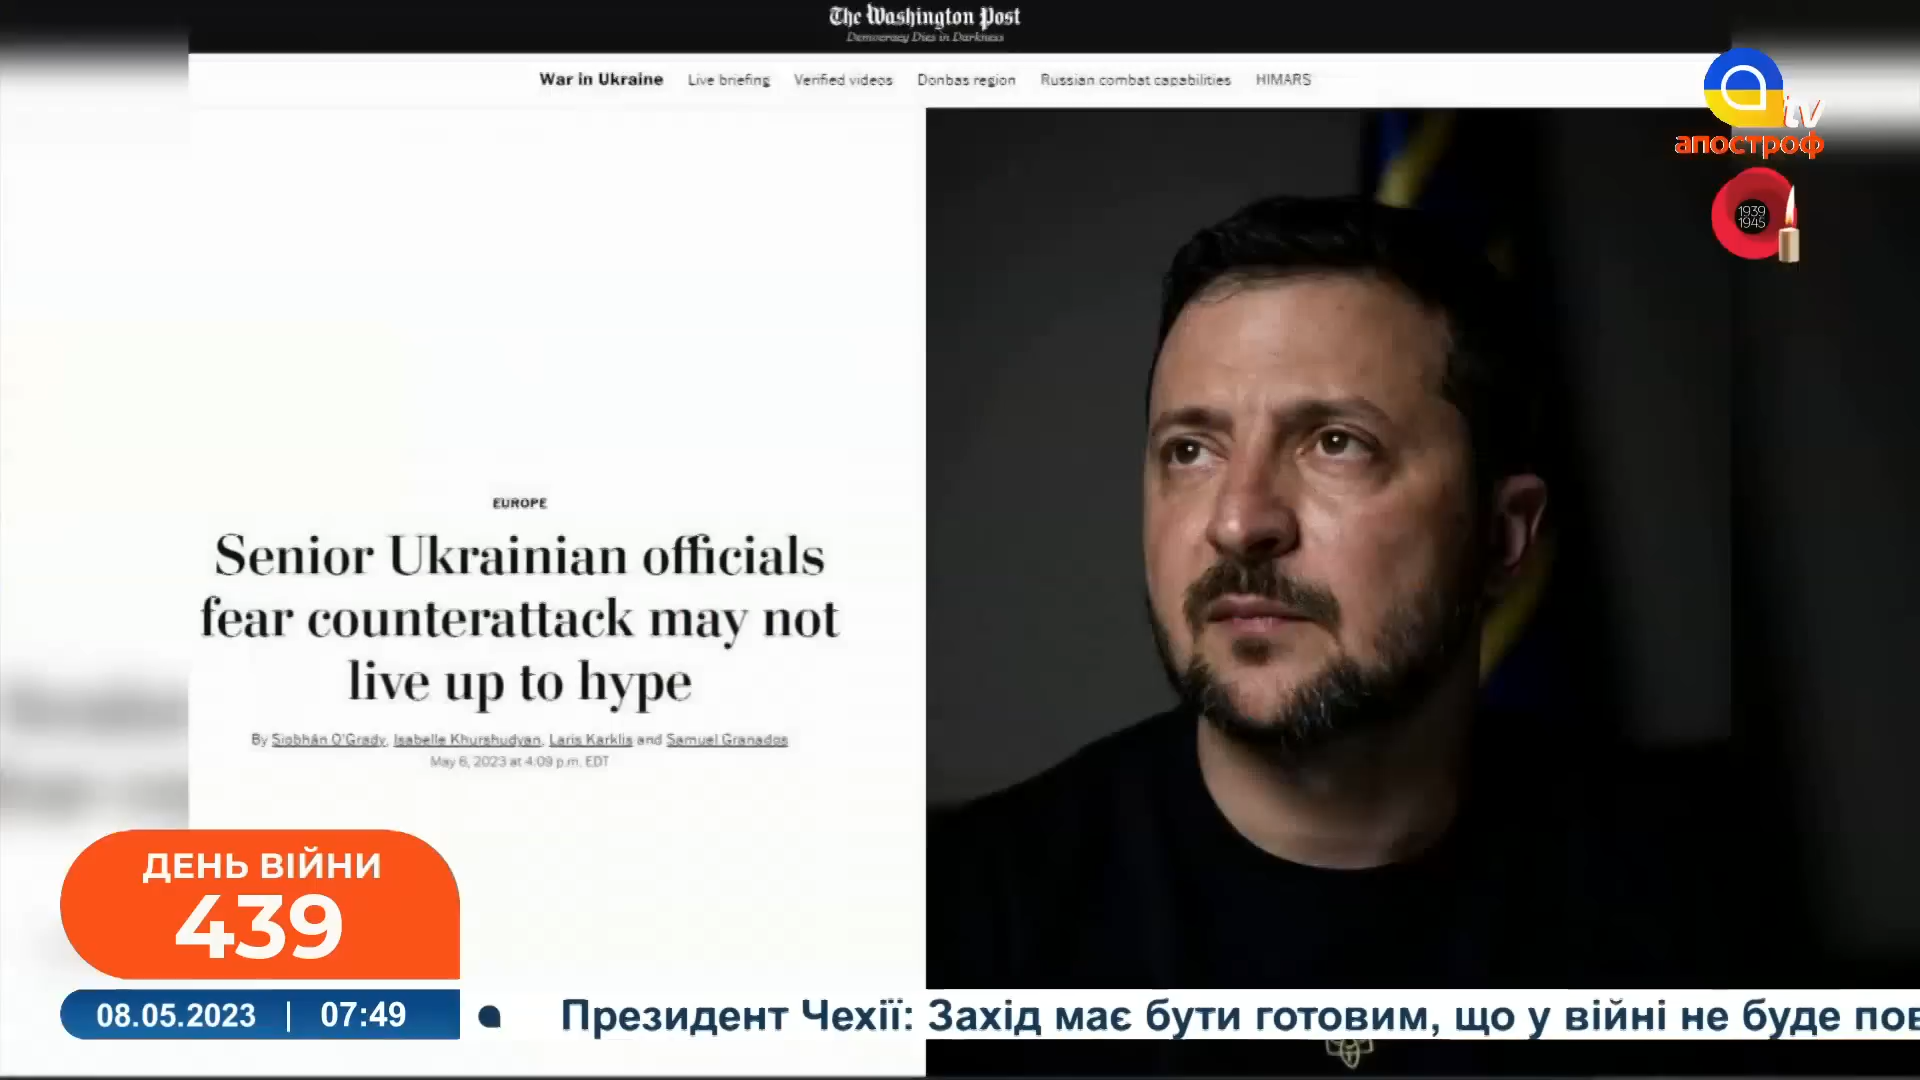 The Washington Post
Democracy Dies in Darkness
War in Ukraine Live briefing Verified videos Donbas region Russian combat capabilities HIMARS
tv
апостроф
1939
1945
EUROPE
Senior Ukrainian officials
fear counterattack may not
live up to hype
By Siobhán O'Grady, Isabelle Khurshudyan, Laris Karklis and Samuel Granados
May 6, 2023 at 4:09 p.m. EDT
ДЕНЬ ВІЙНИ
439
08.05.2023 | 07:49
Президент Чехії: Захід має бути готовим, що у війні не буде пов